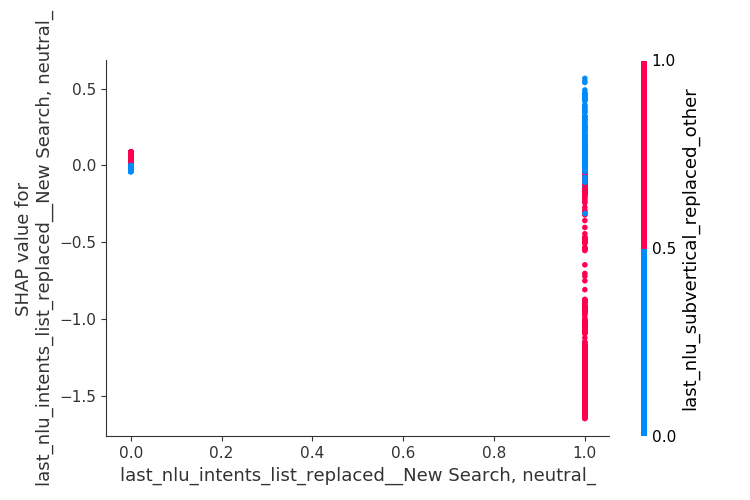 SHAP value for
last_nlu_intents_list_replaced__New Search, neutral_
0.5
0.0
−0.5
−1.0
−1.5
0.0 0.2 0.4 0.6 0.8 1.0
last_nlu_intents_list_replaced__New Search, neutral_
1.0
0.5
0.0
last_nlu_subvertical_replaced_other